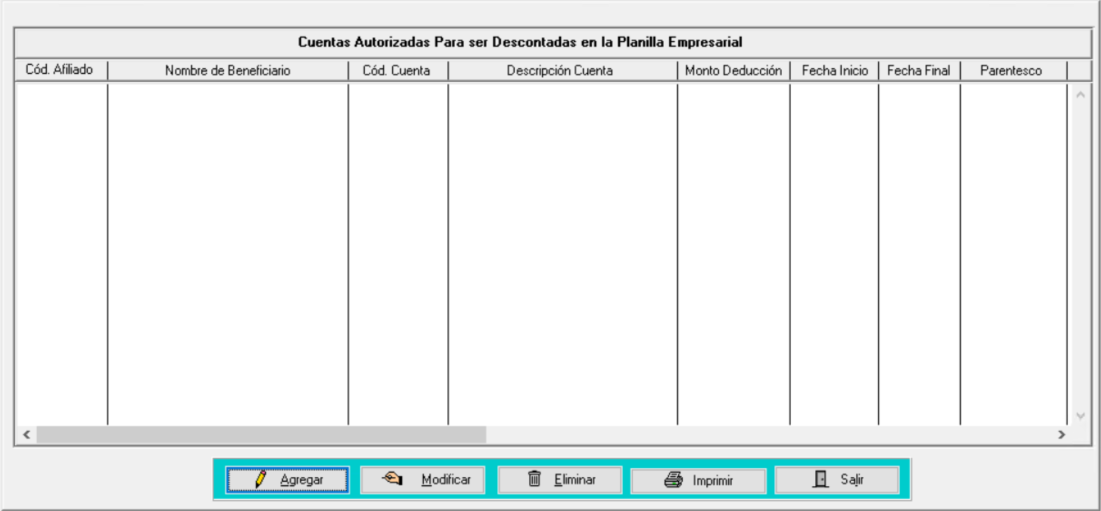 Cuentas Autorizadas Para ser Descontadas en la Planilla Empresarial
Cód. Afiliado Nombre de Beneficiario Cód. Cuenta Descripción Cuenta Monto Deducción Fecha Inicio Fecha Final Parentesco
Agregar Modificar Eliminar Imprimir Salir